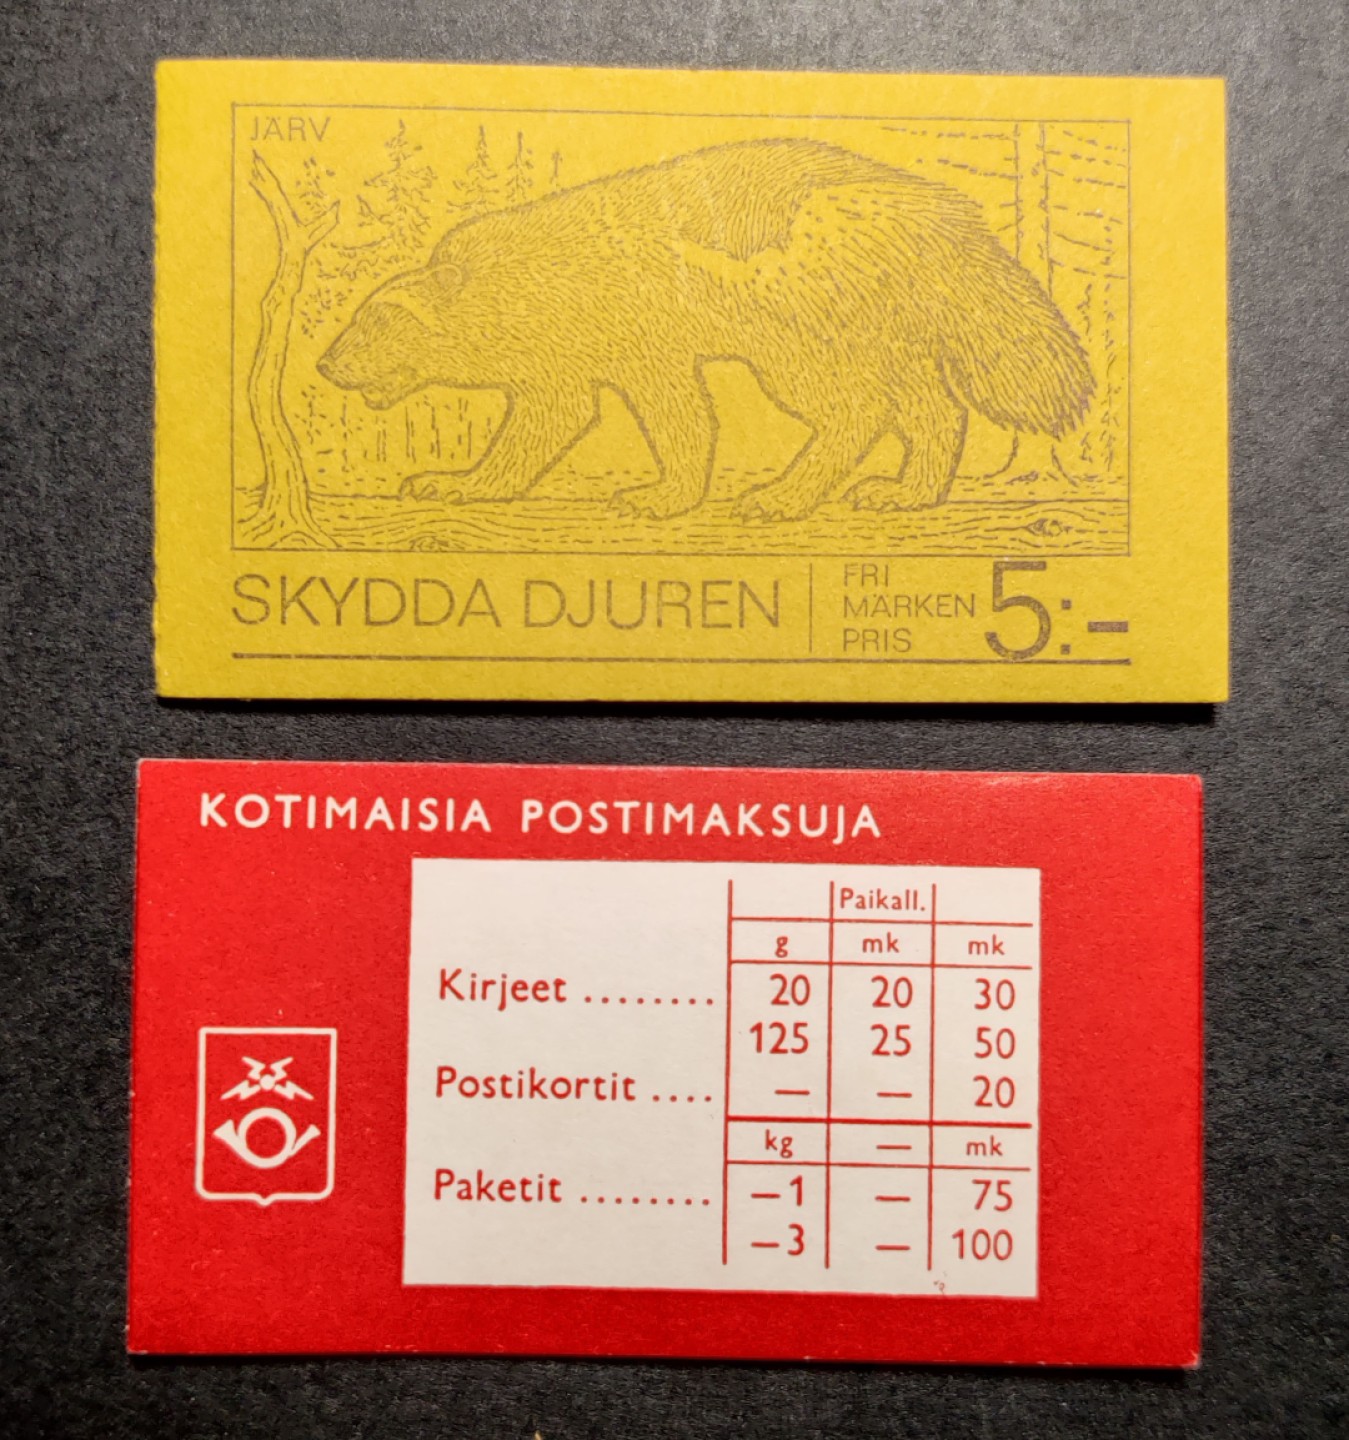 JÄRV
SKYDDA DJUREN
FRI
MÄRKEN
PRIS
5:-
KOTIMAISIA POSTIMAKSUJA
Paikall.
g mk mk
Kirjeet ........ 20 20 30
125 25 50
Postikortit .... — — 20
kg — mk
Paketit ........ —1 — 75
—3 — 100